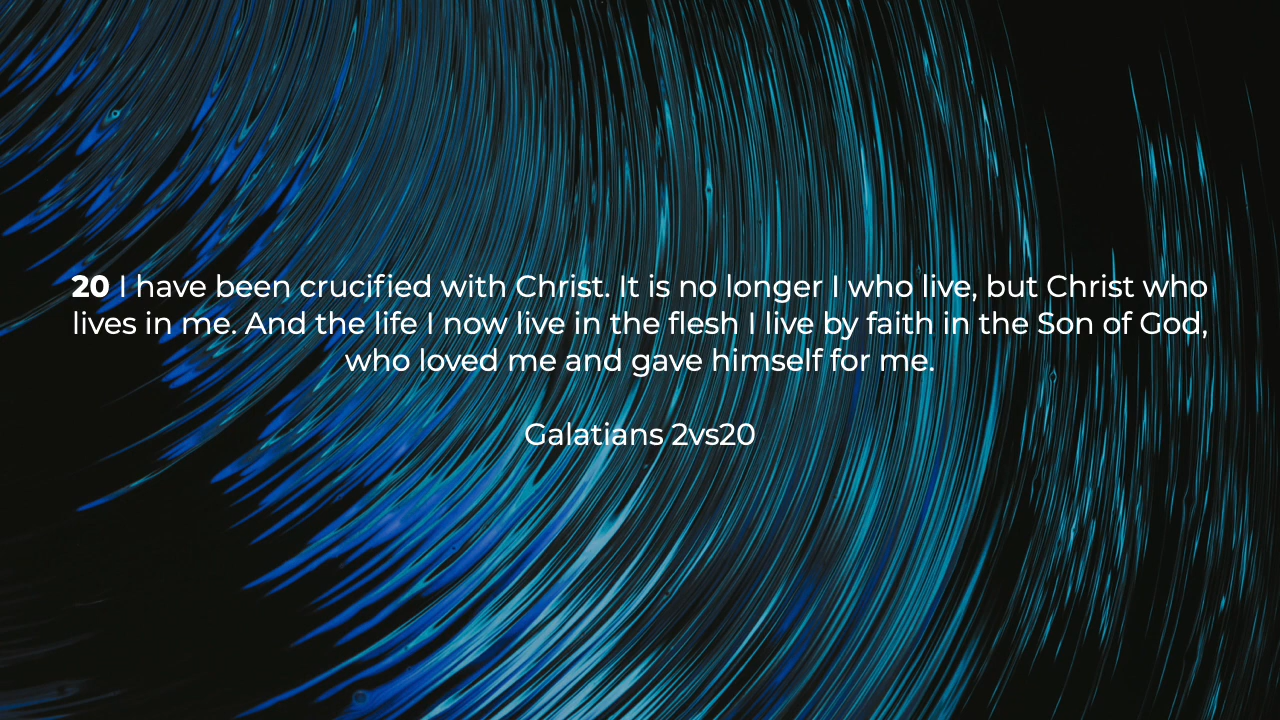 20 I have been crucified with Christ. It is no longer I who live, but Christ who
lives in me. And the life I now live in the flesh I live by faith in the Son of God,
who loved me and gave himself for me.
Galatians 2vs20